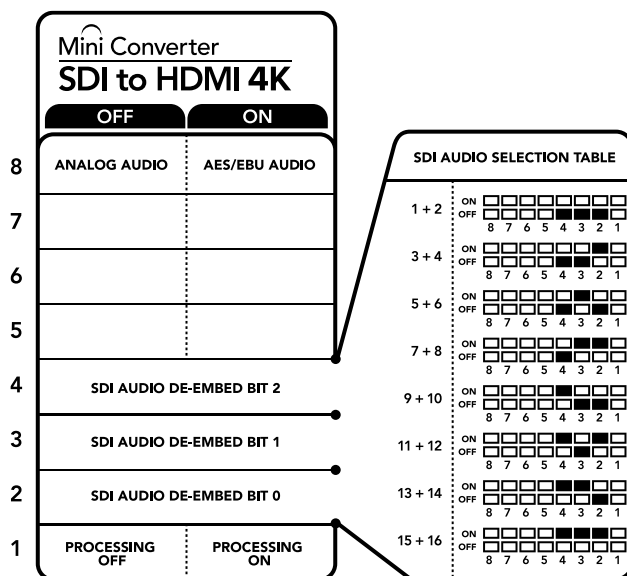 Mini Converter
SDI to HDMI 4K
OFF ON
8 ANALOG AUDIO AES/EBU AUDIO
7
6
5
4 SDI AUDIO DE-EMBED BIT 2
3 SDI AUDIO DE-EMBED BIT 1
2 SDI AUDIO DE-EMBED BIT 0
1 PROCESSING OFF PROCESSING ON
SDI AUDIO SELECTION TABLE
1 + 2 ON
OFF
8 7 6 5 4 3 2 1
3 + 4 ON
OFF
8 7 6 5 4 3 2 1
5 + 6 ON
OFF
8 7 6 5 4 3 2 1
7 + 8 ON
OFF
8 7 6 5 4 3 2 1
9 + 10 ON
OFF
8 7 6 5 4 3 2 1
11 + 12 ON
OFF
8 7 6 5 4 3 2 1
13 + 14 ON
OFF
8 7 6 5 4 3 2 1
15 + 16 ON
OFF
8 7 6 5 4 3 2 1